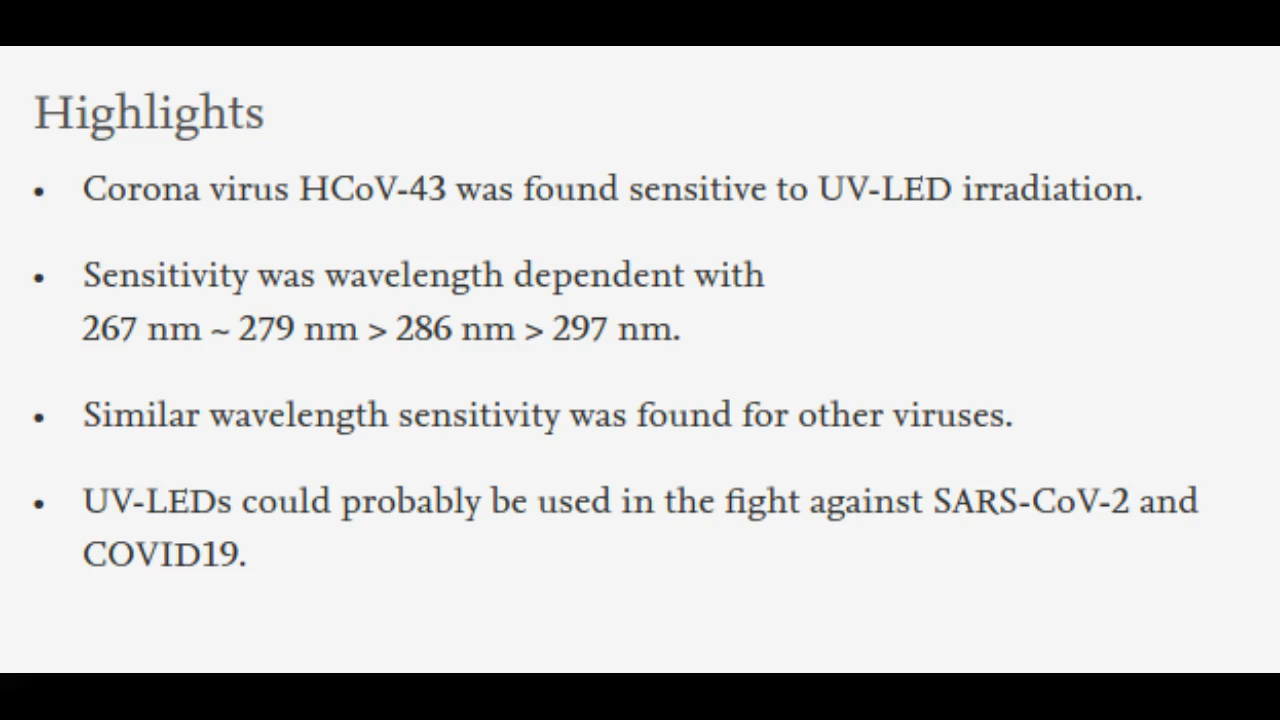 Highlights
• Corona virus HCoV-43 was found sensitive to UV-LED irradiation.
• Sensitivity was wavelength dependent with
267 nm ~ 279 nm > 286 nm > 297 nm.
• Similar wavelength sensitivity was found for other viruses.
• UV-LEDs could probably be used in the fight against SARS-CoV-2 and
COVID19.